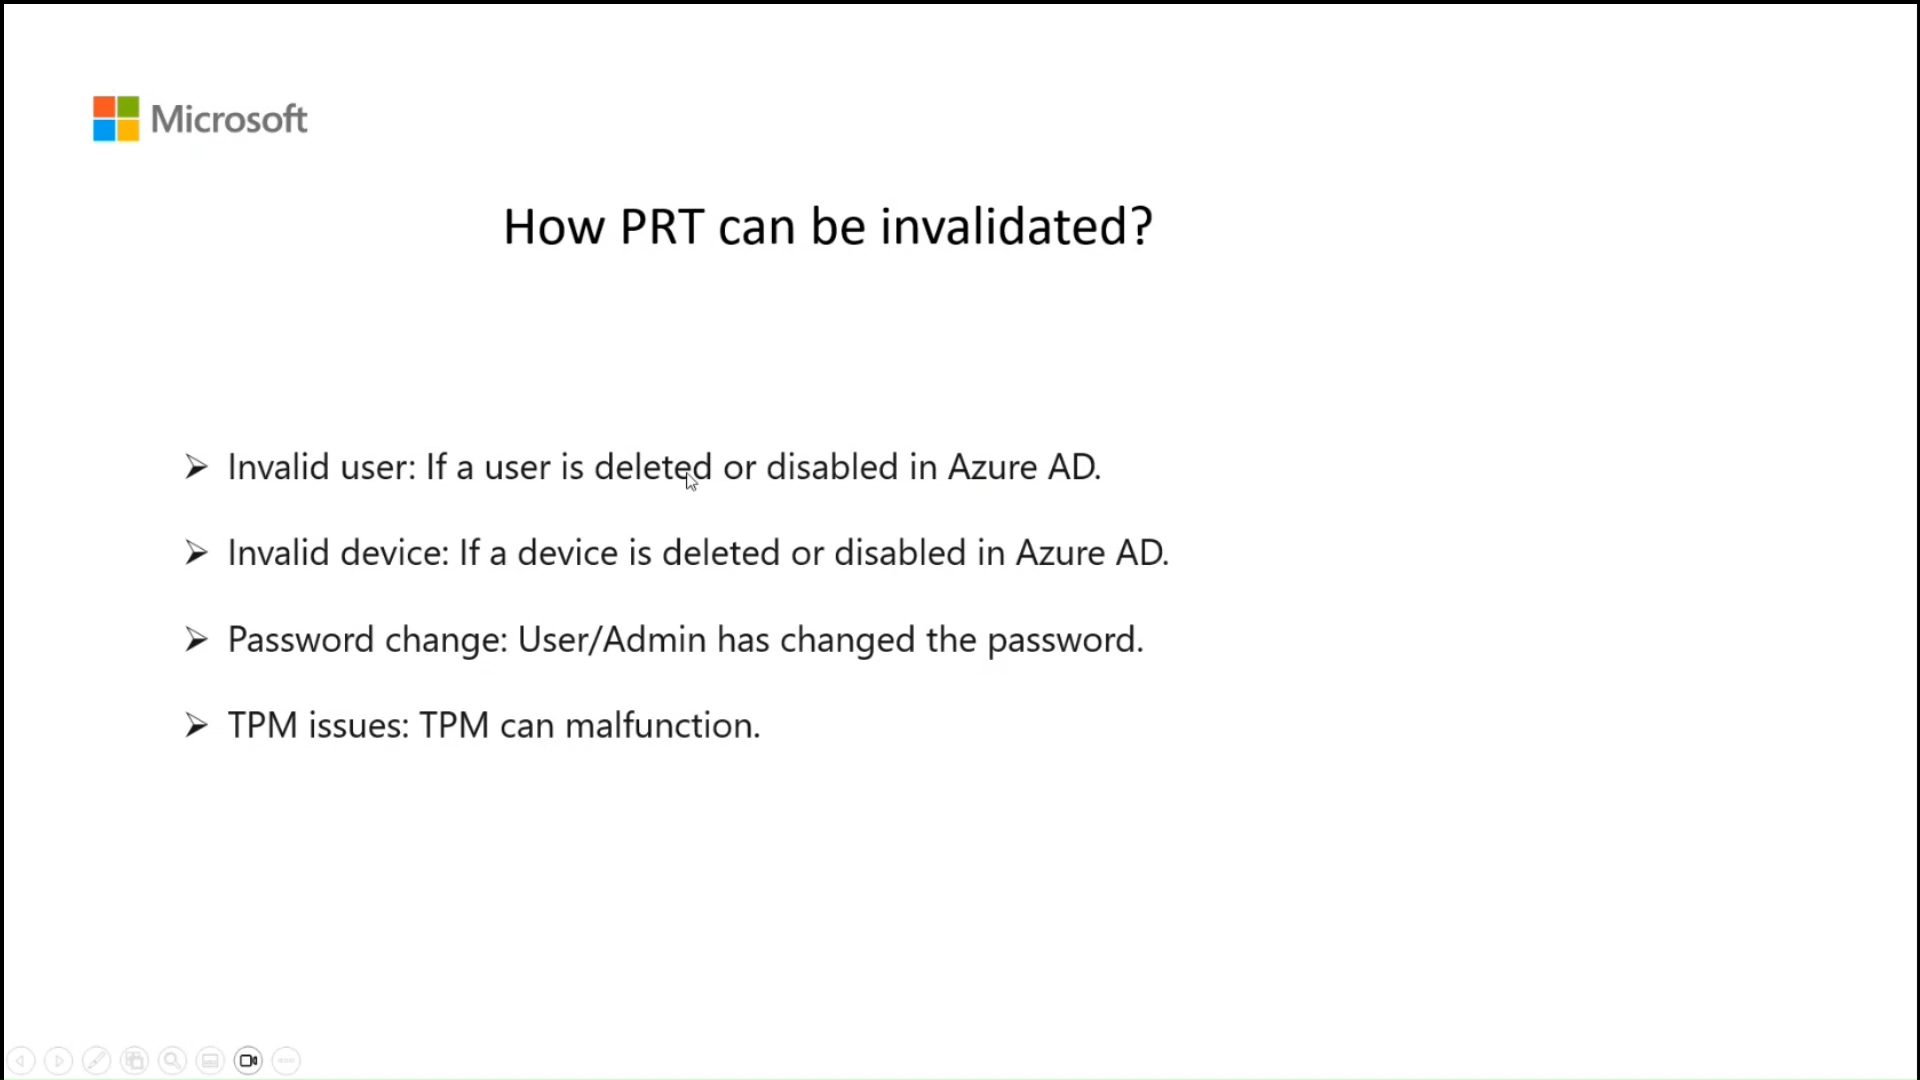 Microsoft
How PRT can be invalidated?
➢ Invalid user: If a user is deleted or disabled in Azure AD.
➢ Invalid device: If a device is deleted or disabled in Azure AD.
➢ Password change: User/Admin has changed the password.
➢ TPM issues: TPM can malfunction.